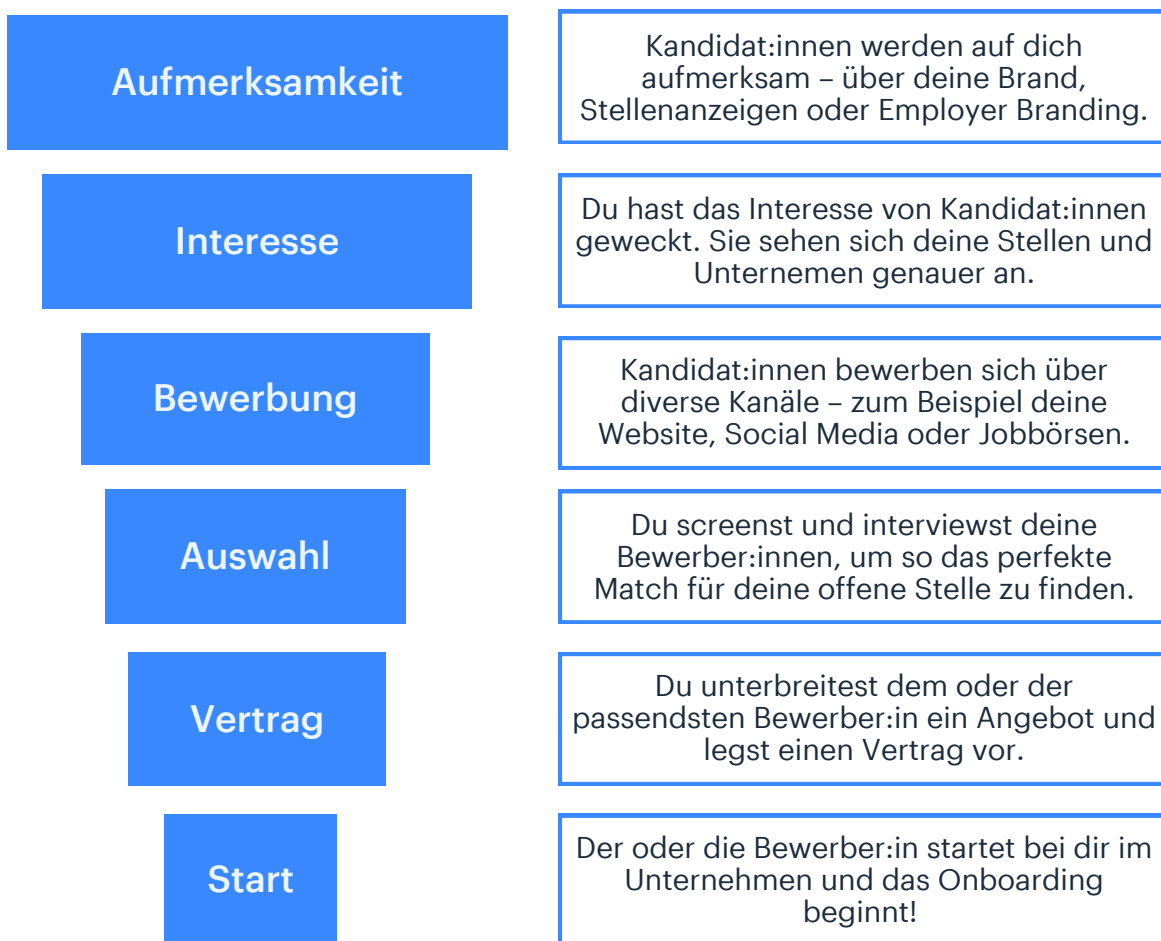 Aufmerksamkeit
Kandidat:innen werden auf dich
aufmerksam – über deine Brand,
Stellenanzeigen oder Employer Branding.
Interesse
Du hast das Interesse von Kandidat:innen
geweckt. Sie sehen sich deine Stellen und
Unternemen genauer an.
Bewerbung
Kandidat:innen bewerben sich über
diverse Kanäle – zum Beispiel deine
Website, Social Media oder Jobbörsen.
Auswahl
Du screenst und interviewst deine
Bewerber:innen, um so das perfekte
Match für deine offene Stelle zu finden.
Vertrag
Du unterbreitest dem oder der
passendsten Bewerber:in ein Angebot und
legst einen Vertrag vor.
Start
Der oder die Bewerber:in startet bei dir im
Unternehmen und das Onboarding
beginnt!